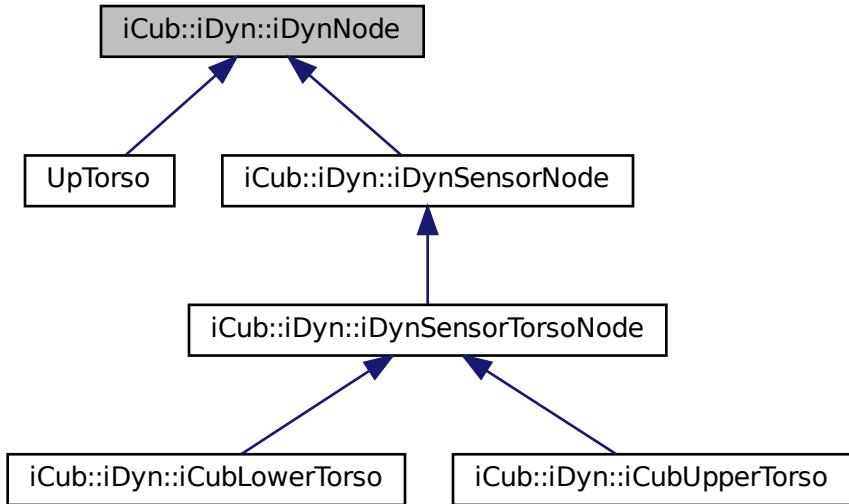 iCub::iDyn::iDynNode
UpTorso
iCub::iDyn::iDynSensorNode
iCub::iDyn::iDynSensorTorsoNode
iCub::iDyn::iCubLowerTorso
iCub::iDyn::iCubUpperTorso